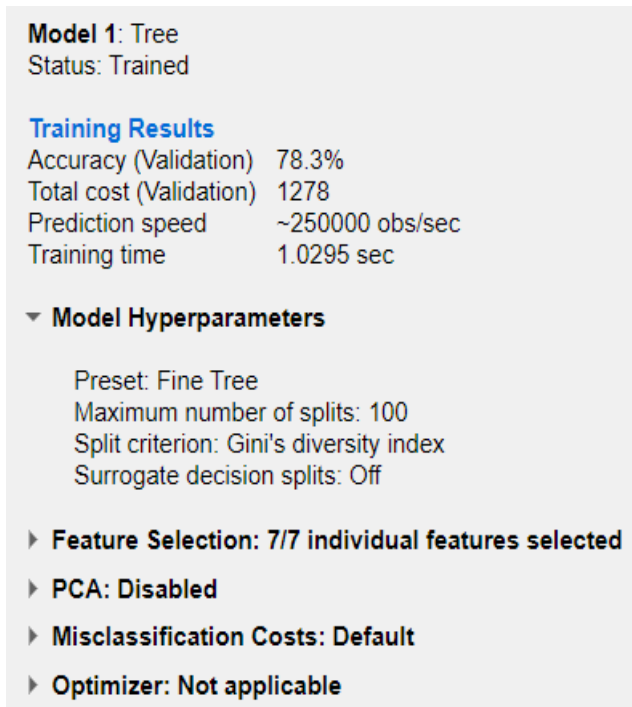 Model 1: Tree
Status: Trained
Training Results
Accuracy (Validation) 78.3%
Total cost (Validation) 1278
Prediction speed ~250000 obs/sec
Training time 1.0295 sec
Model Hyperparameters
Preset: Fine Tree
Maximum number of splits: 100
Split criterion: Gini's diversity index
Surrogate decision splits: Off
Feature Selection: 7/7 individual features selected
PCA: Disabled
Misclassification Costs: Default
Optimizer: Not applicable